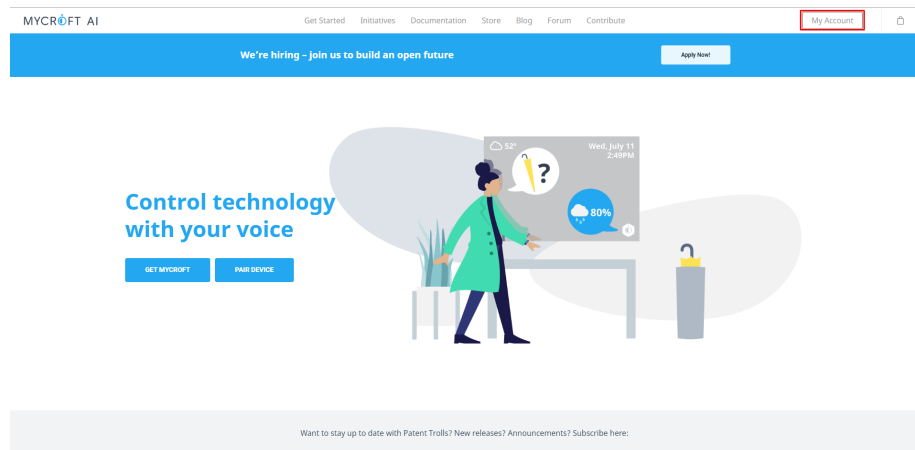 MYCROFT AI
Get Started Initiatives Documentation Store Blog Forum Contribute My Account
We're hiring – join us to build an open future Apply Now!
52° Wed, July 11
2:49PM
?
80%
Control technology
with your voice
GET MYCROFT PAIR DEVICE
Want to stay up to date with Patent Trolls? New releases? Announcements? Subscribe here: